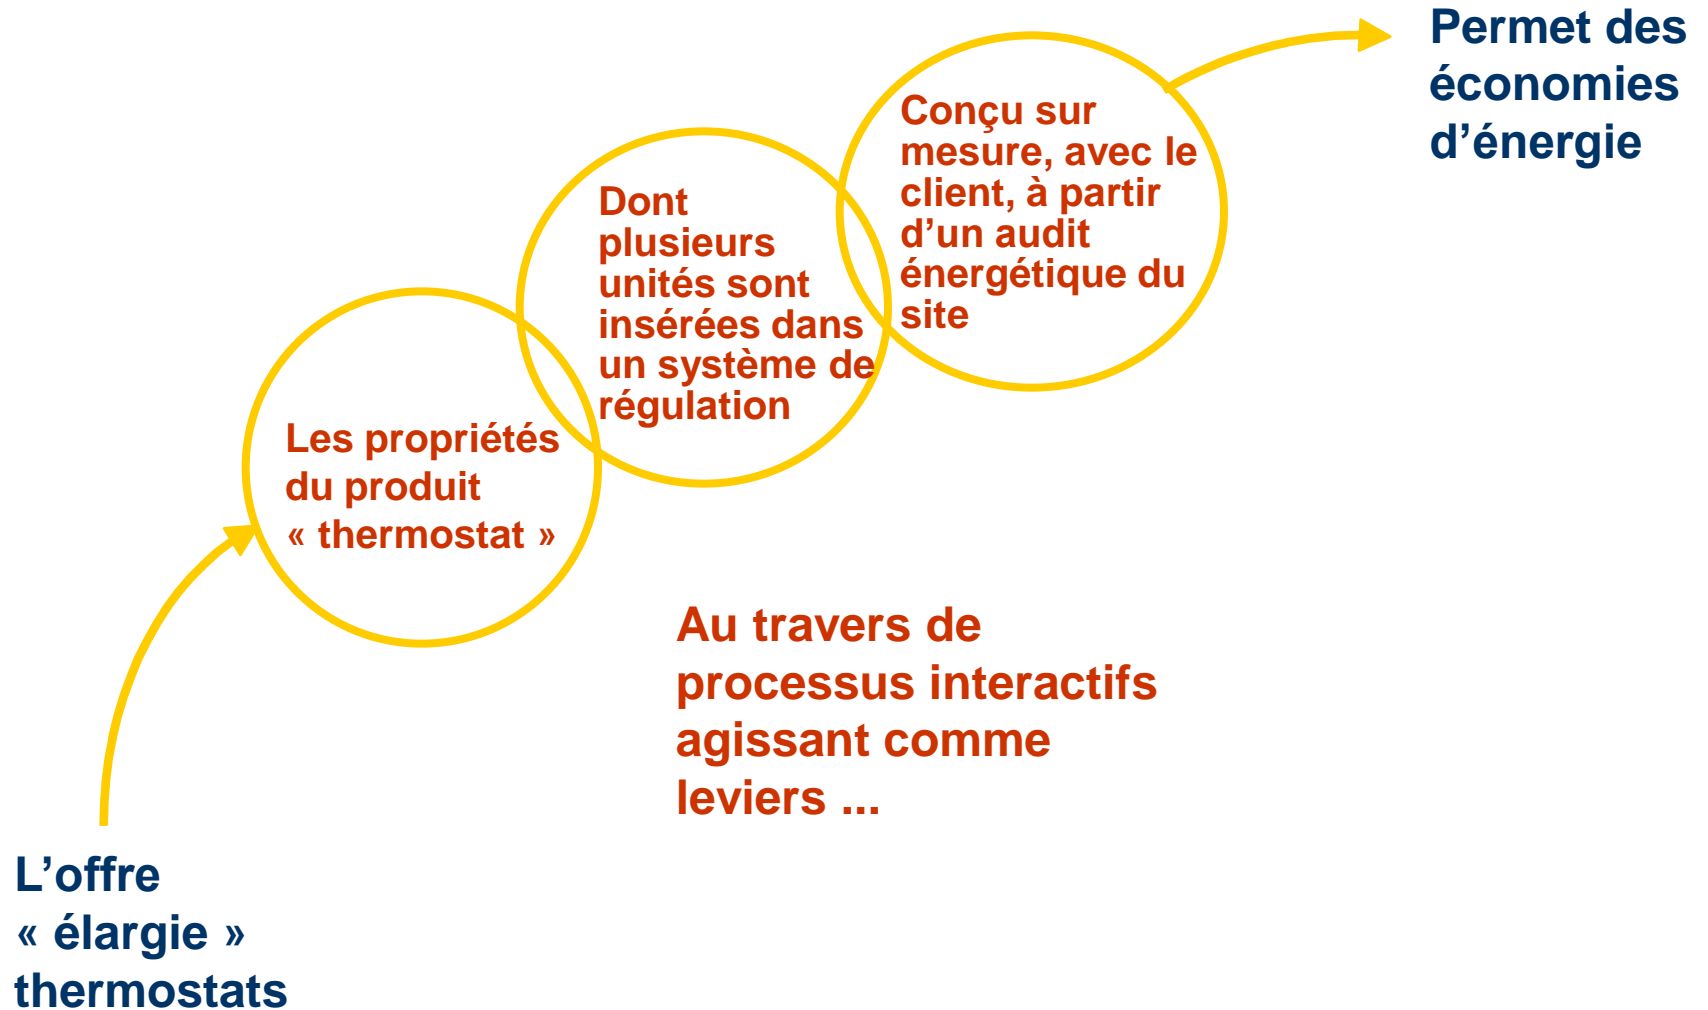 Permet des
économies
d’énergie
Conçu sur
mesure, avec le
client, à partir
d’un audit
énergétique du
site
Dont
plusieurs
unités sont
insérées dans
un système de
régulation
Les propriétés
du produit
« thermostat »
Au travers de
processus interactifs
agissant comme
leviers ...
L’offre
« élargie »
thermostats